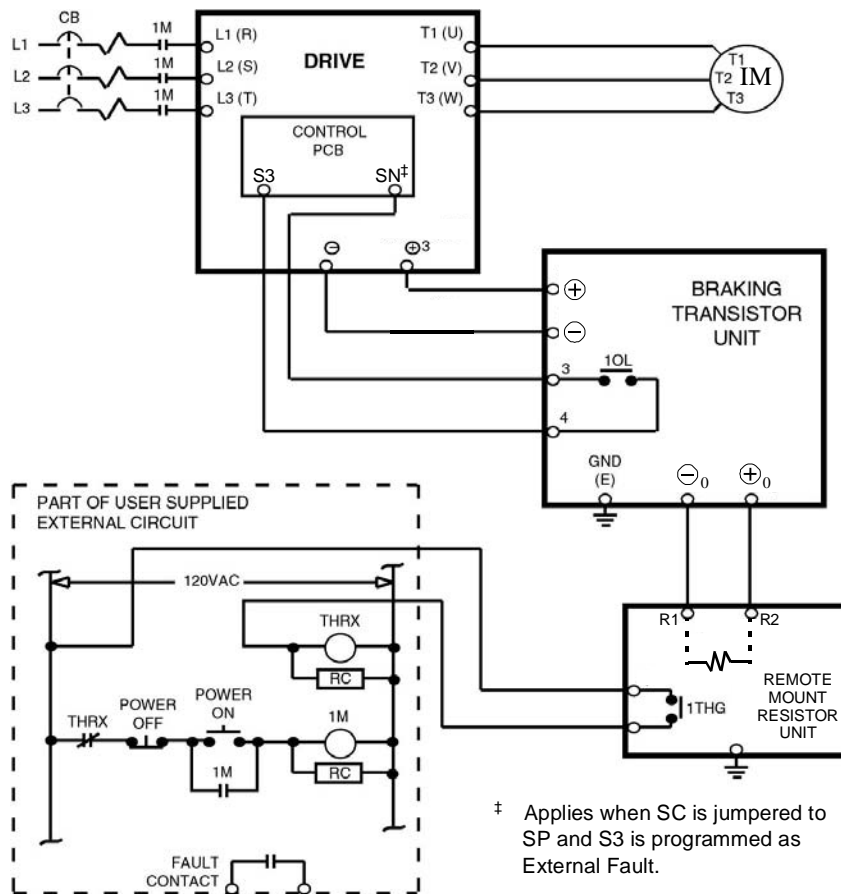 CB
1M
L1
L1 (R)
T1 (U)
1M
L2
L2 (S)
DRIVE
T2 (V)
1M
L3
L3 (T)
T3 (W)
T1
T2
IM
T3
CONTROL
PCB
S3
SN‡
⊖
⊕3
⊕
⊖
BRAKING
TRANSISTOR
UNIT
3
1OL
4
GND
(E)
⊖0
⊕0
PART OF USER SUPPLIED
EXTERNAL CIRCUIT
120VAC
THRX
RC
THRX
POWER
OFF
POWER
ON
1M
1M
RC
FAULT
CONTACT
R1
R2
1THG
REMOTE
MOUNT
RESISTOR
UNIT
‡ Applies when SC is jumpered to
SP and S3 is programmed as
External Fault.